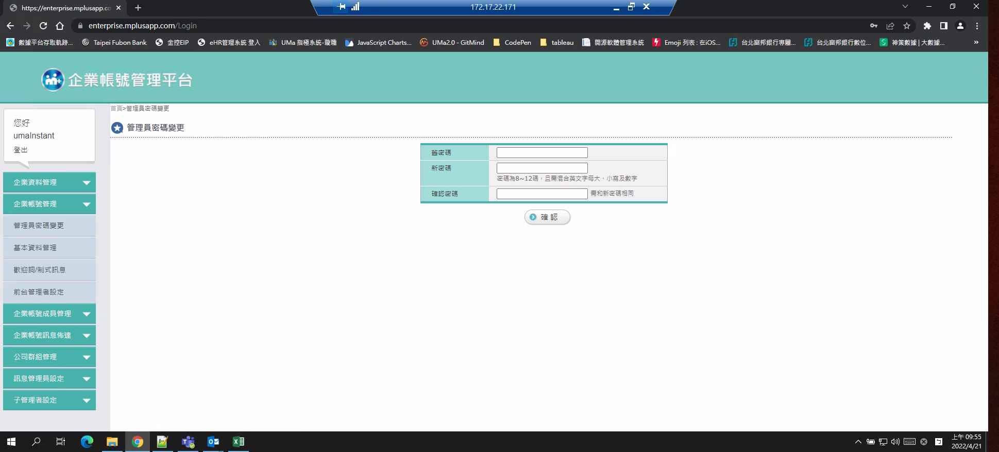 https://enterprise.mplusapp.co
172.17.22.171
enterprise.mplusapp.com/Login
數據平台存取軌跡...
Taipei Fubon Bank
金控EIP
eHR管理系統 登入
UMa 指極系統-璇璣
JavaScript Charts...
UMa2.0 - GitMind
CodePen
tableau
開源軟體管理系統
Emoji 列表 : 在iOS...
台北富邦銀行專屬...
台北富邦銀行數位...
神策數據 | 大數據...
»
企業帳號管理平台
首頁>管理員密碼變更
您好
umaInstant
登出
管理員密碼變更
舊密碼
新密碼
密碼為8~12碼，且需混合英文字母大、小寫及數字
確認密碼
需和新密碼相同
確 認
企業資料管理
企業帳號管理
管理員密碼變更
基本資料管理
歡迎詞/制式訊息
前台管理者設定
企業帳號成員管理
企業帳號訊息佈達
公司群組管理
訊息管理員設定
子管理者設定
上午 09:55
2022/4/21